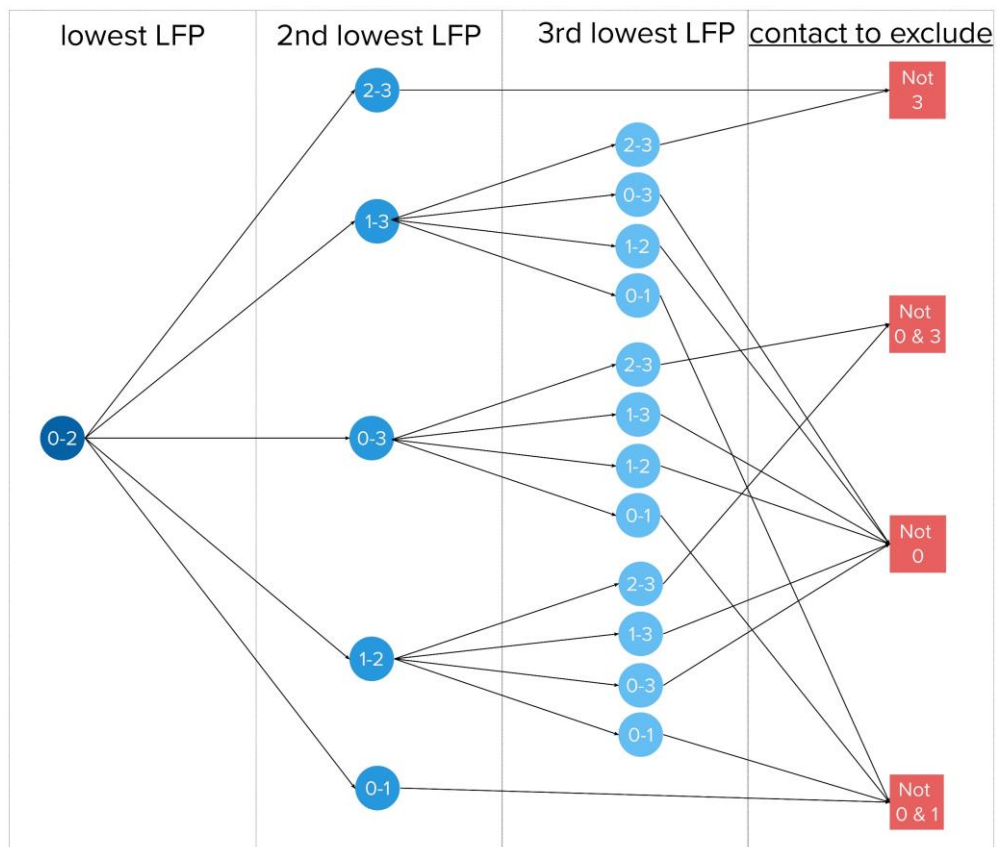 lowest LFP
2nd lowest LFP
3rd lowest LFP
contact to exclude
0-2
2-3
1-3
0-3
1-2
0-1
2-3
0-3
1-2
0-1
2-3
1-3
1-2
0-1
2-3
1-3
0-3
0-1
Not
3
Not
0 & 3
Not
0
Not
0 & 1